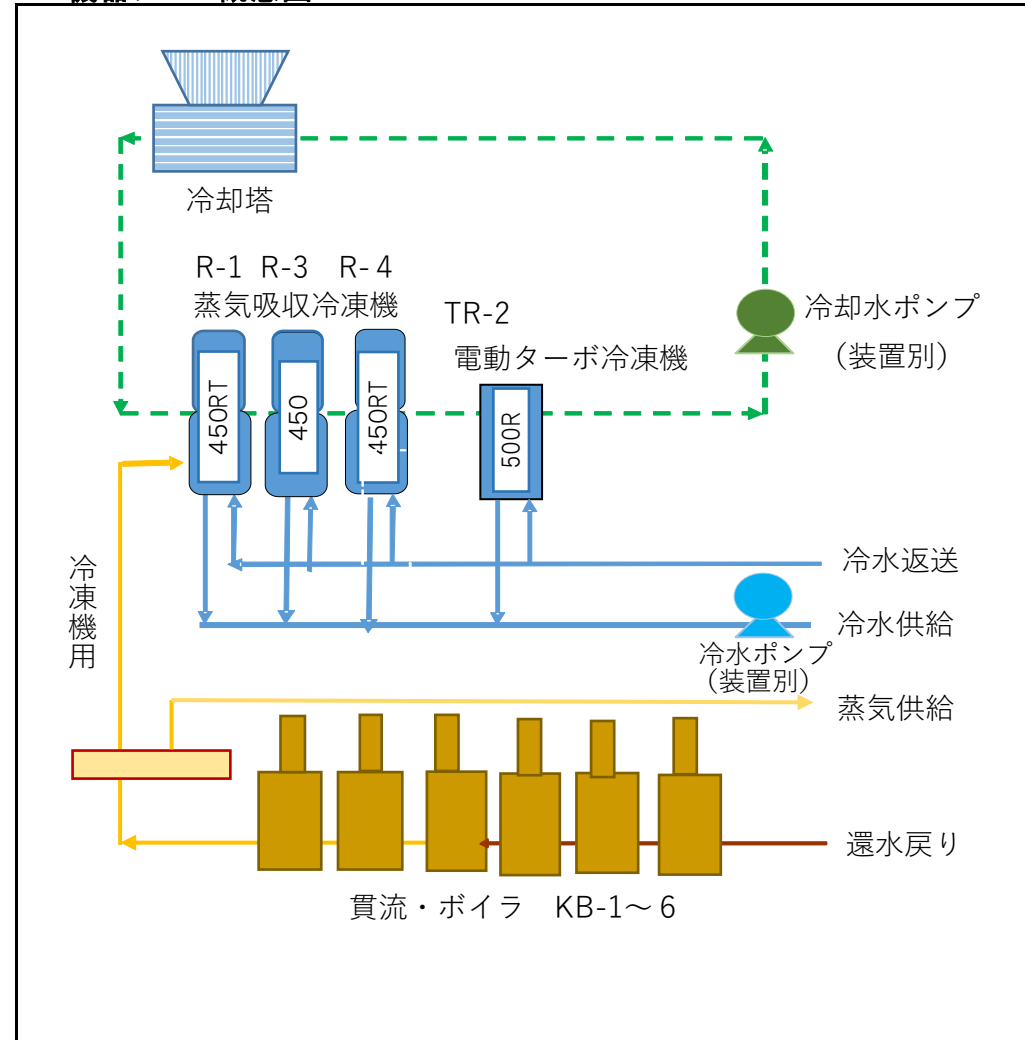 冷却塔
R-1 R-3 R-４
蒸気吸収冷凍機
TR-2
電動ターボ冷凍機
冷却水ポンプ
（装置別）
450RT
450
450RT
500R
冷凍機用
冷水返送
冷水供給
冷水ポンプ
（装置別）
蒸気供給
還水戻り
貫流・ボイラ KB-1～６